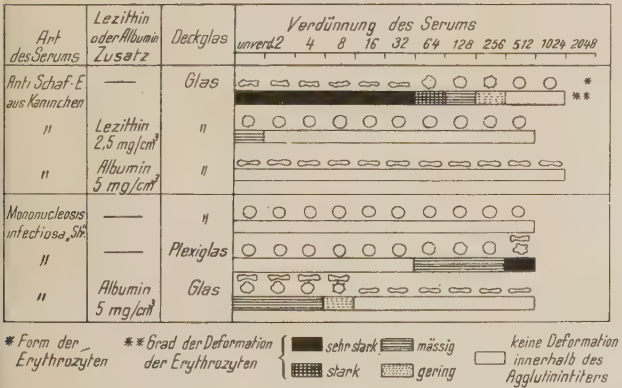 Art des Serums
Lezithin oder Albumin Zusatz
Deckglas
Verdünnung des Serums
unverd. 2 4 8 16 32 64 128 256 512 1024 2048
Anti Schaf-E aus Kaninchen — Glas *
**
" Lezithin 2,5 mg/cm³ "
" Albumin 5 mg/cm³ "
Mononucleosis infectiosa „Str." — "
" — Plexiglas
" Albumin 5 mg/cm³ Glas
* Form der Erythrozyten
** Grad der Deformation der Erythrozyten
sehr stark
stark
mässig
gering
keine Deformation innerhalb des Agglutinintiters